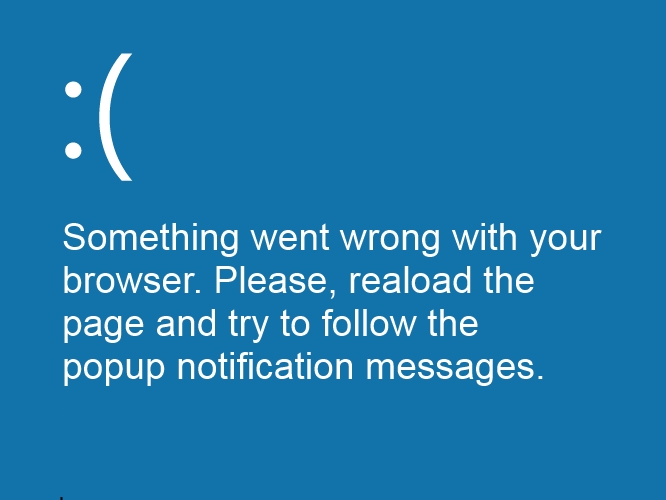 :(
Something went wrong with your
browser. Please, reaload the
page and try to follow the
popup notification messages.